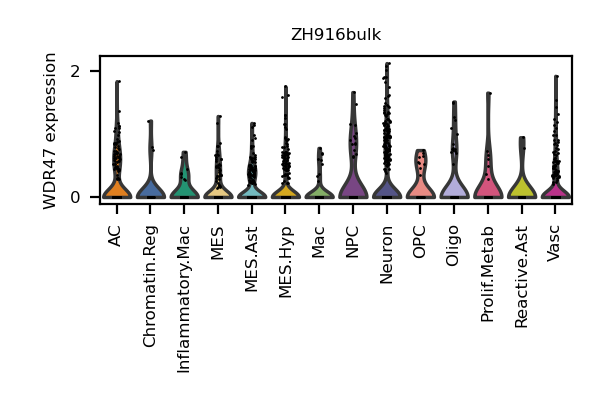 ZH916bulk
WDR47 expression
2
0
AC
Chromatin.Reg
Inflammatory.Mac
MES
MES.Ast
MES.Hyp
Mac
NPC
Neuron
OPC
Oligo
Prolif.Metab
Reactive.Ast
Vasc